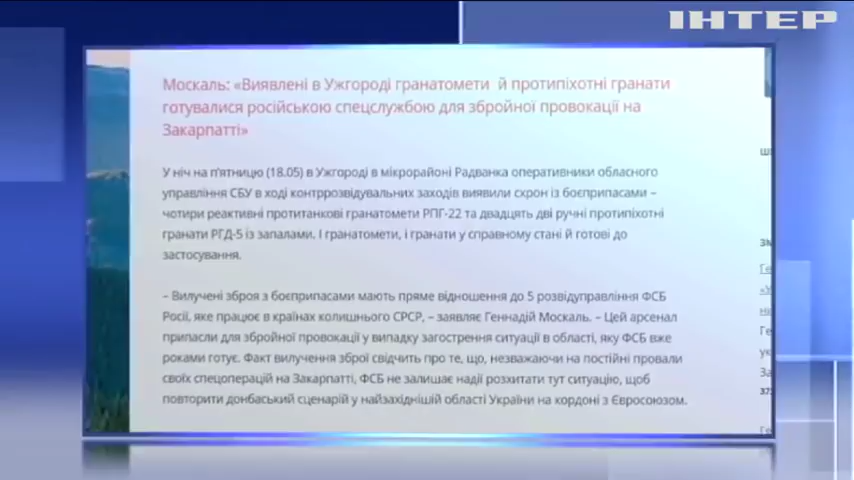 ІНТЕР
Москаль: «Виявлені в Ужгороді гранатомети й протипіхотні гранати
готувалися російською спецслужбою для збройної провокації на
Закарпатті»
У ніч на п'ятницю (18.05) в Ужгороді в мікрорайоні Радванка оперативники обласного
управління СБУ в ході контррозвідувальних заходів виявили схрон із боєприпасами –
чотири реактивні протитанкові гранатомети РПГ-22 та двадцять дві ручні протипіхотні
гранати РГД-5 із запалами. І гранатомети, і гранати у справному стані й готові до
застосування.
– Вилучені зброя з боєприпасами мають пряме відношення до 5 розвідуправління ФСБ
Росії, яке працює в країнах колишнього СРСР, – заявляє Геннадій Москаль. – Цей арсенал
припасли для збройної провокації у випадку загострення ситуації в області, яку ФСБ вже
роками готує. Факт вилучення зброї свідчить про те, що, незважаючи на постійні провали
своїх спецоперацій на Закарпатті, ФСБ не залишає надії розхитати тут ситуацію, щоб
повторити донбаський сценарій у найзахіднішій області України на кордоні з Євросоюзом.